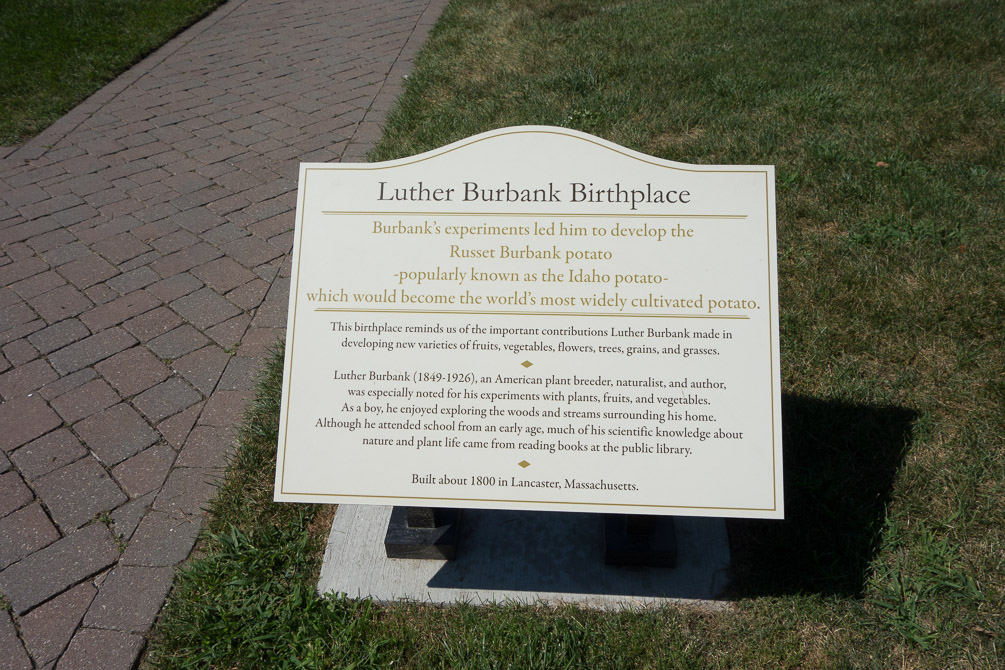 Luther Burbank Birthplace
Burbank's experiments led him to develop the
Russet Burbank potato
-popularly known as the Idaho potato-
which would become the world's most widely cultivated potato.
This birthplace reminds us of the important contributions Luther Burbank made in
developing new varieties of fruits, vegetables, flowers, trees, grains, and grasses.
Luther Burbank (1849-1926), an American plant breeder, naturalist, and author,
was especially noted for his experiments with plants, fruits, and vegetables.
As a boy, he enjoyed exploring the woods and streams surrounding his home.
Although he attended school from an early age, much of his scientific knowledge about
nature and plant life came from reading books at the public library.
Built about 1800 in Lancaster, Massachusetts.